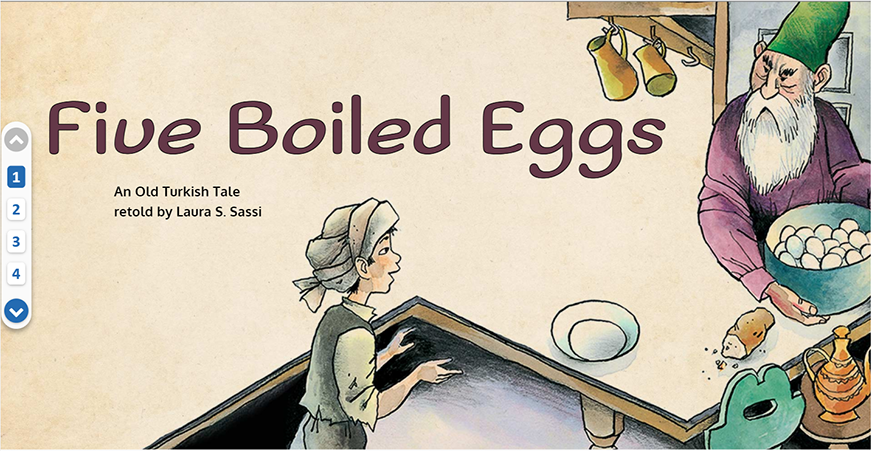 Five Boiled Eggs
An Old Turkish Tale
retold by Laura S. Sassi
1
2
3
4